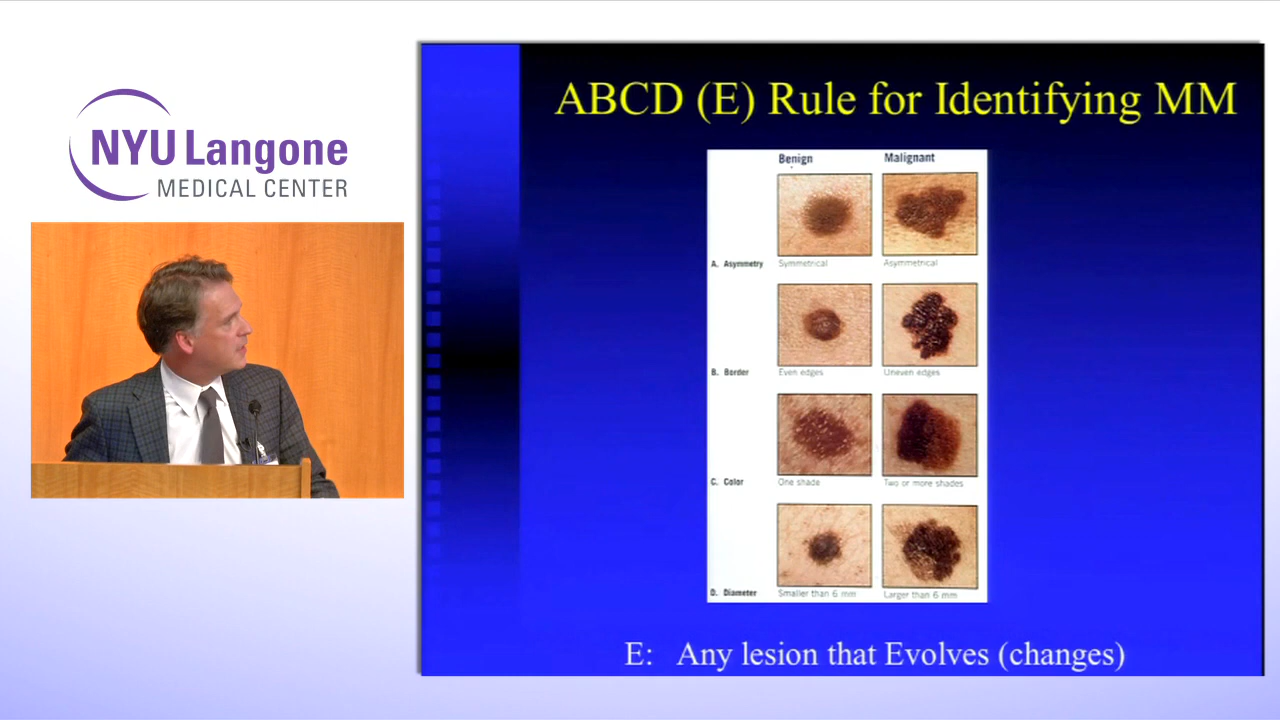 NYU Langone
MEDICAL CENTER
ABCD (E) Rule for Identifying MM
Benign Malignant
A. Asymmetry Symmetrical Asymmetrical
B. Border Even edges Uneven edges
C. Color One shade Two or more shades
D. Diameter Smaller than 6 mm Larger than 6 mm
E: Any lesion that Evolves (changes)